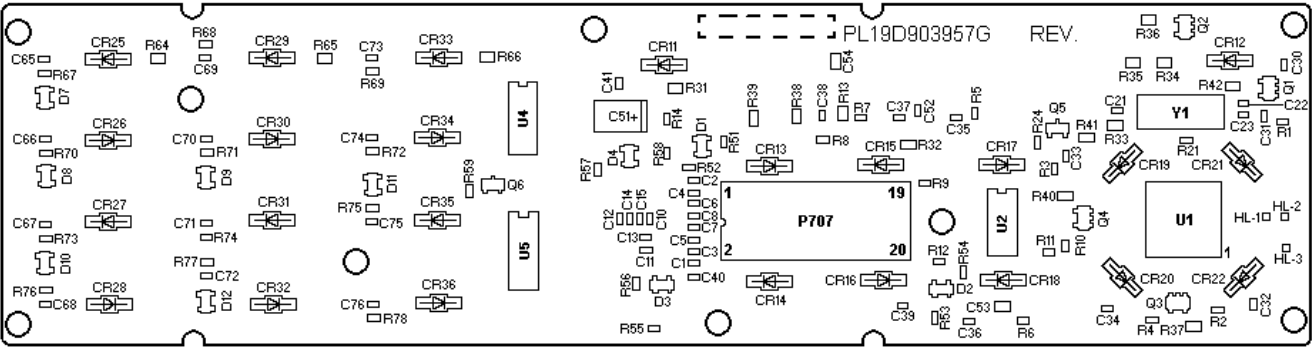 PL19D903957G REV.
R68
CR25 R64 CR29 R65 C73 CR33 R66
C65 C69
R67 R69
D7
CR11 C54 R36 Q2 CR12 C30
C41 R31 R35 R34 R42 Q1
C51+ R14 R39 R38 C38 R13 R7 C37 C52 R5 C21 Y1 C22
C23 C31 R1
U4
CR26 CR30 C74 CR34
C66 R70 C70 R71 R72
D8 D9 D11 R59 Q6
D4 R58 D1 R51 R8 C35 R24 Q5 R41 R33 R21
R57 R52 CR13 CR15 R32 CR17 R3 C33 CR19 CR21
C2
C4
C6
C8
C7
C5
C3
C1
C40
R9 R40
1 19
P707
2 20
U2
Q4
U1
1
HL-1 HL-2
HL-3
CR27 CR31 R75 CR35
C67 R73 C71 R74 C75
D10 R77 C72
U5
C12 C14 C15 C10
C13
C11
R12 R54 R11 R10
R76 CR28 D12 CR32 C76 CR36
C68 R78
R56 D3 CR14 CR16 D2 CR18 CR20 CR22
R55 C39 R53 C53 C36 R6 C34 Q3 R4 R37 R2 C32